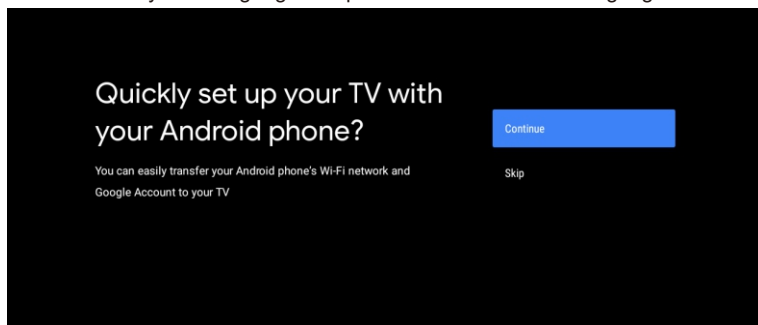 Quickly set up your TV with
your Android phone?
You can easily transfer your Android phone's Wi-Fi network and
Google Account to your TV
Continue
Skip